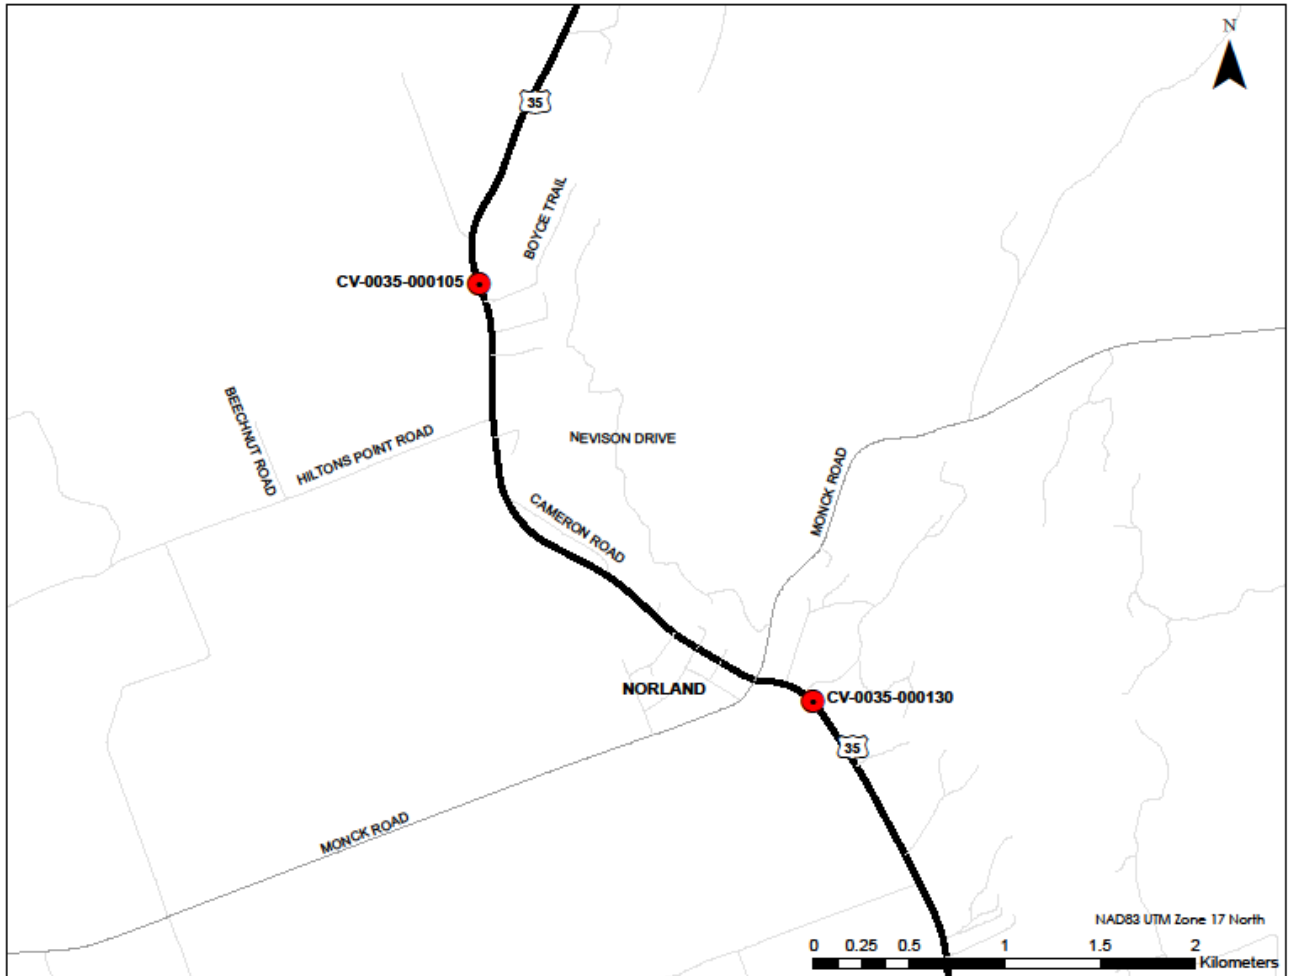 N
35
BOYCE TRAIL
CV-0035-000105
BEECHNUT ROAD
HILTONS POINT ROAD
NEVISON DRIVE
MONCK ROAD
CAMERON ROAD
NORLAND
CV-0035-000130
35
MONCK ROAD
NAD83 UTM Zone 17 North
0 0.25 0.5 1 1.5 2
Kilometers